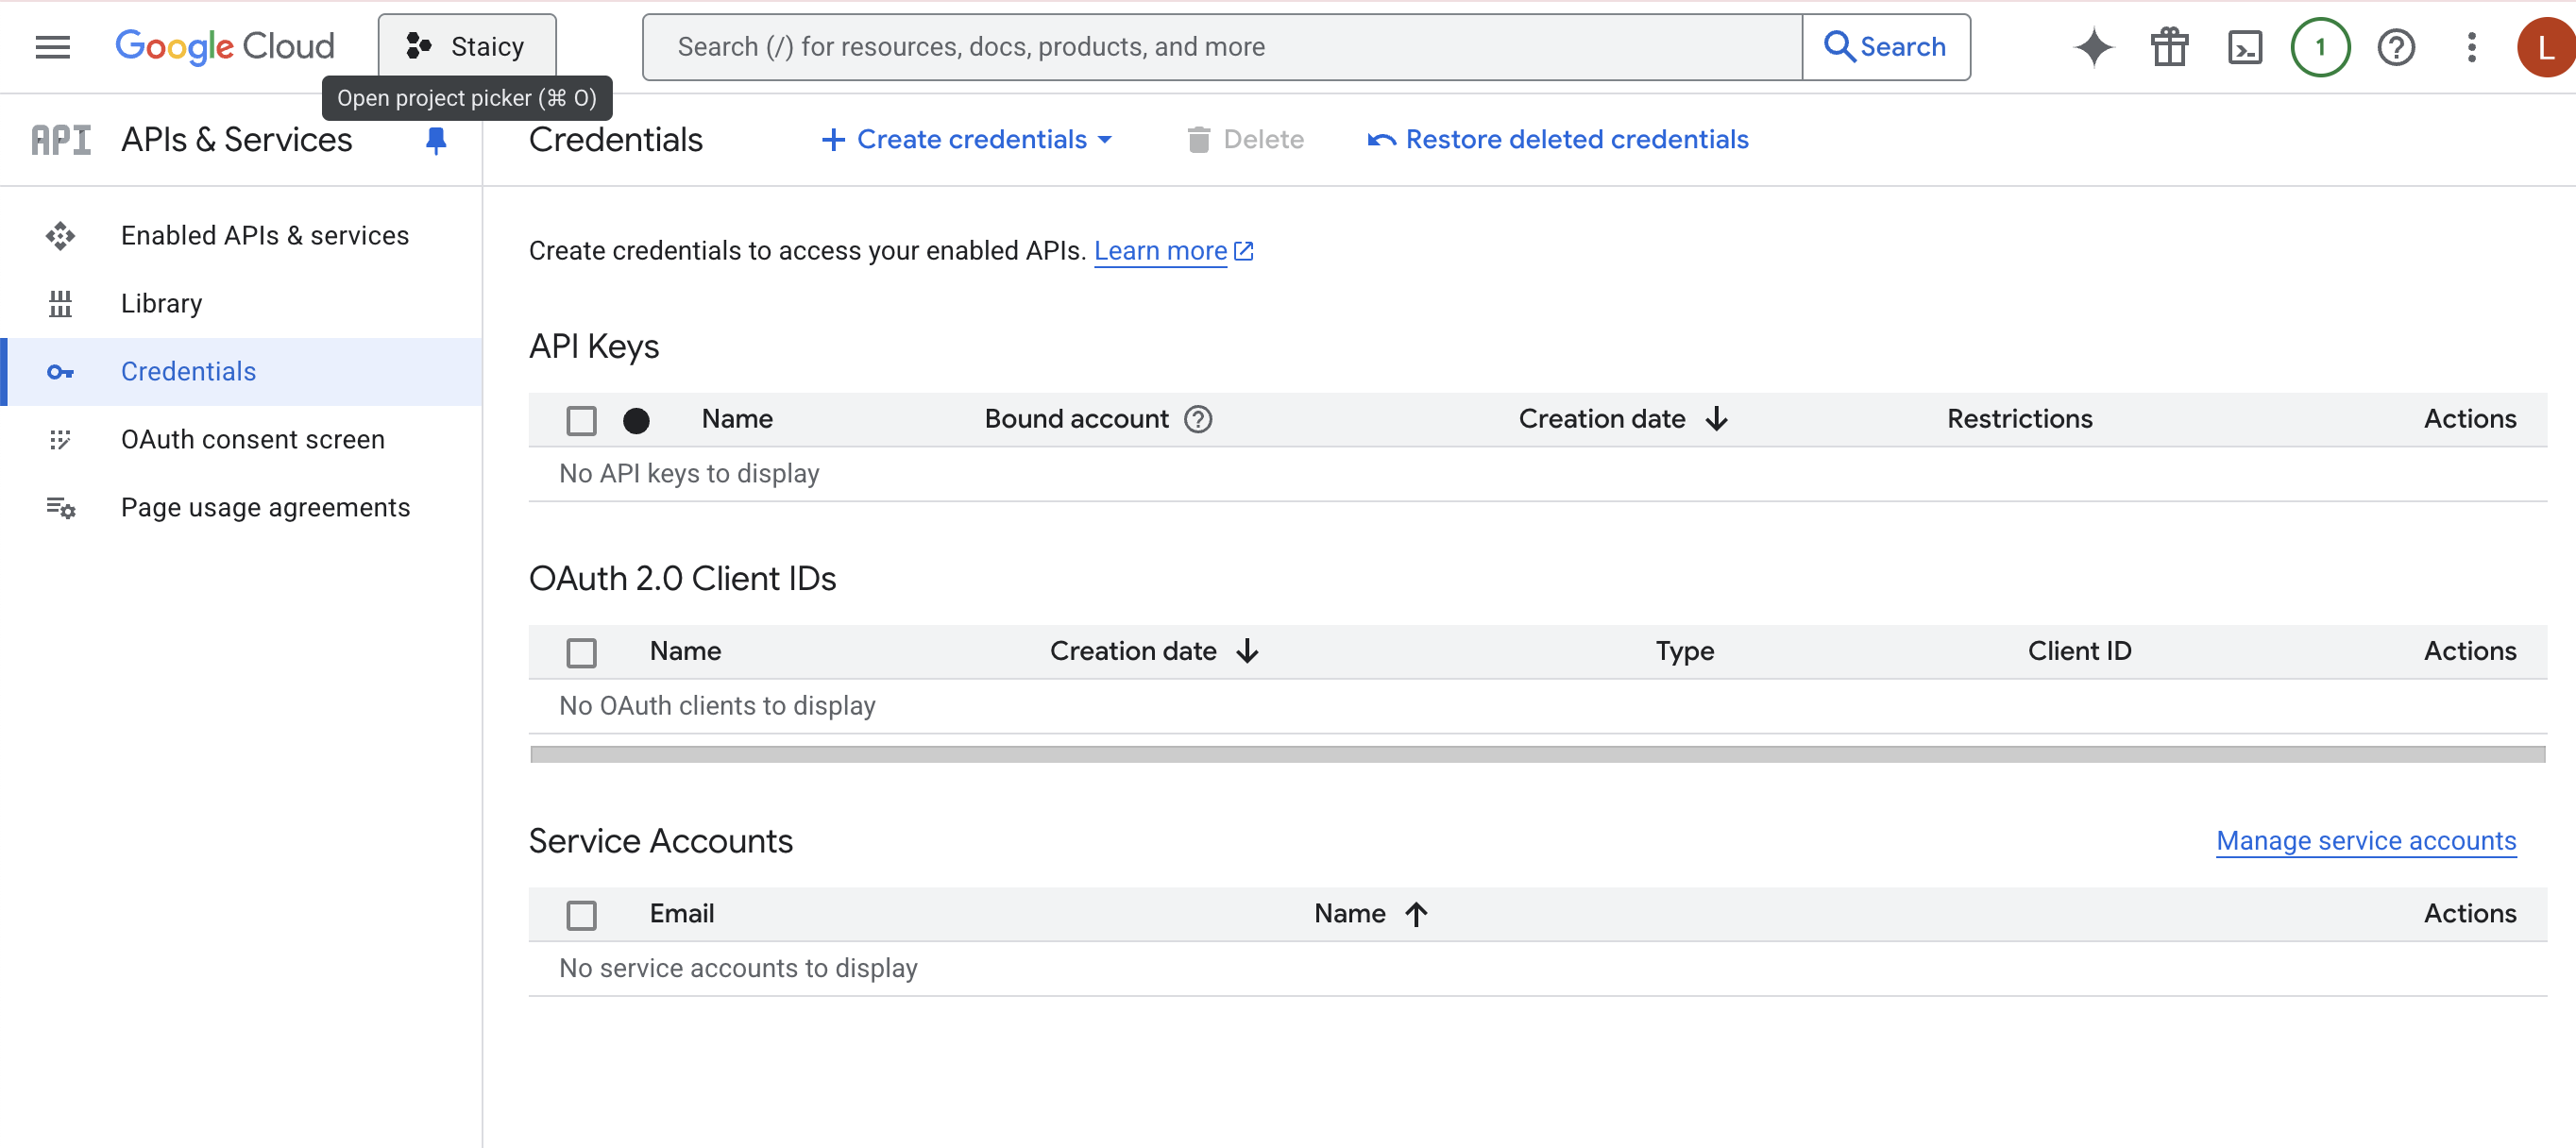 Google Cloud
Staicy
Search (/) for resources, docs, products, and more
Search
1
L
Open project picker (⌘ O)
API
APIs & Services
Credentials
Create credentials
Delete
Restore deleted credentials
Enabled APIs & services
Library
Credentials
OAuth consent screen
Page usage agreements
Create credentials to access your enabled APIs. Learn more
API Keys
Name
Bound account
Creation date
Restrictions
Actions
No API keys to display
OAuth 2.0 Client IDs
Name
Creation date
Type
Client ID
Actions
No OAuth clients to display
Service Accounts
Manage service accounts
Email
Name
Actions
No service accounts to display